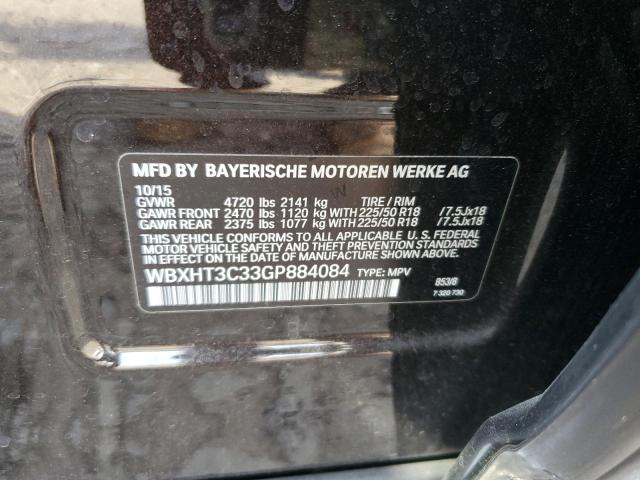 MFD BY BAYERISCHE MOTOREN WERKE AG
10/15
GVWR 4720 lbs 2141 kg TIRE / RIM
GAWR FRONT 2470 lbs 1120 kg WITH 225/50 R18 /7.5Jx18
GAWR REAR 2375 lbs 1077 kg WITH 225/50 R18 /7.5Jx18
THIS VEHICLE CONFORMS TO ALL APPLICABLE U.S. FEDERAL
MOTOR VEHICLE SAFETY AND THEFT PREVENTION STANDARDS
IN EFFECT ON THE DATE OF MANUFACTURE SHOWN ABOVE.
WBXHT3C33GP884084 TYPE: MPV
B53/8
7 320 730